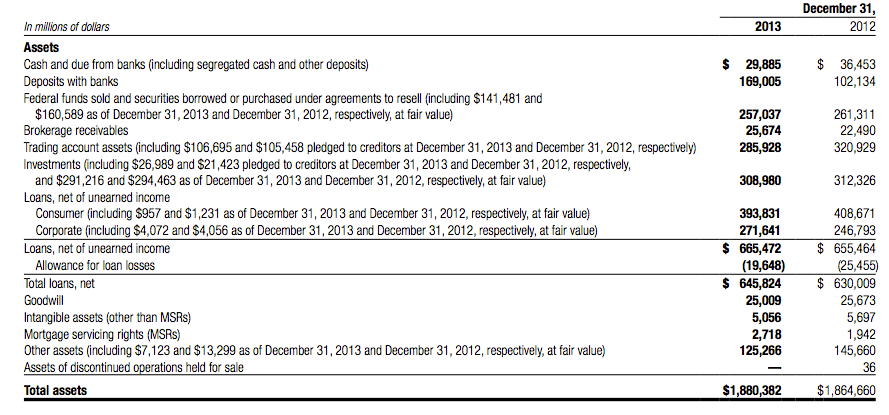 December 31,
In millions of dollars 2013 2012
Assets
Cash and due from banks (including segregated cash and other deposits) $ 29,885 $ 36,453
Deposits with banks 169,005 102,134
Federal funds sold and securities borrowed or purchased under agreements to resell (including $141,481 and
$160,589 as of December 31, 2013 and December 31, 2012, respectively, at fair value) 257,037 261,311
Brokerage receivables 25,674 22,490
Trading account assets (including $106,695 and $105,458 pledged to creditors at December 31, 2013 and December 31, 2012, respectively) 285,928 320,929
Investments (including $26,989 and $21,423 pledged to creditors at December 31, 2013 and December 31, 2012, respectively,
and $291,216 and $294,463 as of December 31, 2013 and December 31, 2012, respectively, at fair value) 308,980 312,326
Loans, net of unearned income
Consumer (including $957 and $1,231 as of December 31, 2013 and December 31, 2012, respectively, at fair value) 393,831 408,671
Corporate (including $4,072 and $4,056 as of December 31, 2013 and December 31, 2012, respectively, at fair value) 271,641 246,793
Loans, net of unearned income $ 665,472 $ 655,464
Allowance for loan losses (19,648) (25,455)
Total loans, net $ 645,824 $ 630,009
Goodwill 25,009 25,673
Intangible assets (other than MSRs) 5,056 5,697
Mortgage servicing rights (MSRs) 2,718 1,942
Other assets (including $7,123 and $13,299 as of December 31, 2013 and December 31, 2012, respectively, at fair value) 125,266 145,660
Assets of discontinued operations held for sale — 36
Total assets $1,880,382 $1,864,660